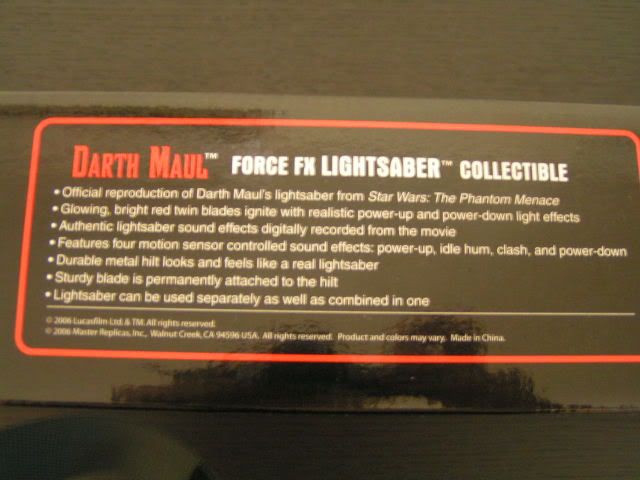 DARTH MAUL™ FORCE FX LIGHTSABER™ COLLECTIBLE
• Official reproduction of Darth Maul's lightsaber from Star Wars: The Phantom Menace
• Glowing, bright red twin blades ignite with realistic power-up and power-down light effects
• Authentic lightsaber sound effects digitally recorded from the movie
• Features four motion sensor controlled sound effects: power-up, idle hum, clash, and power-down
• Durable metal hilt looks and feels like a real lightsaber
• Sturdy blade is permanently attached to the hilt
• Lightsaber can be used separately as well as combined in one
© 2006 Lucasfilm Ltd. & TM. All rights reserved.
© 2006 Master Replicas, Inc., Walnut Creek, CA 94596 USA. All rights reserved. Product and colors may vary. Made in China.